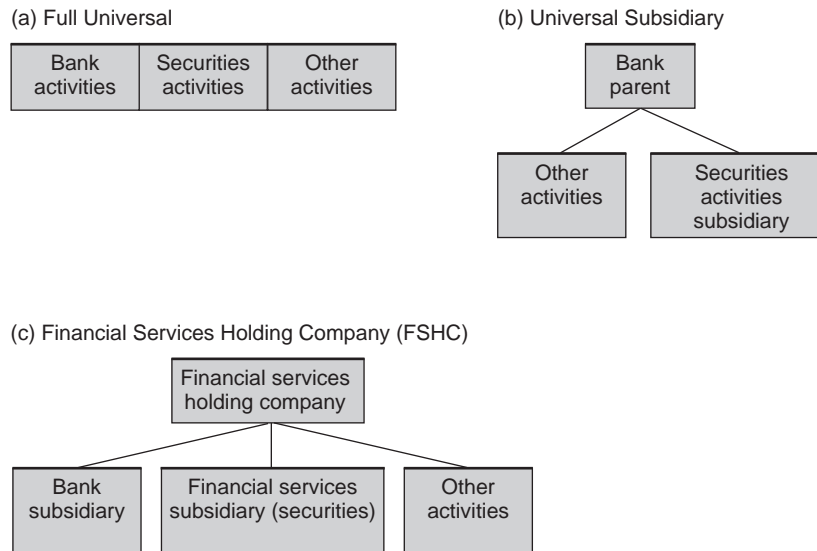 (a) Full Universal
Bank
activities
Securities
activities
Other
activities
(b) Universal Subsidiary
Bank
parent
Other
activities
Securities
activities
subsidiary
(c) Financial Services Holding Company (FSHC)
Financial services
holding company
Bank
subsidiary
Financial services
subsidiary (securities)
Other
activities